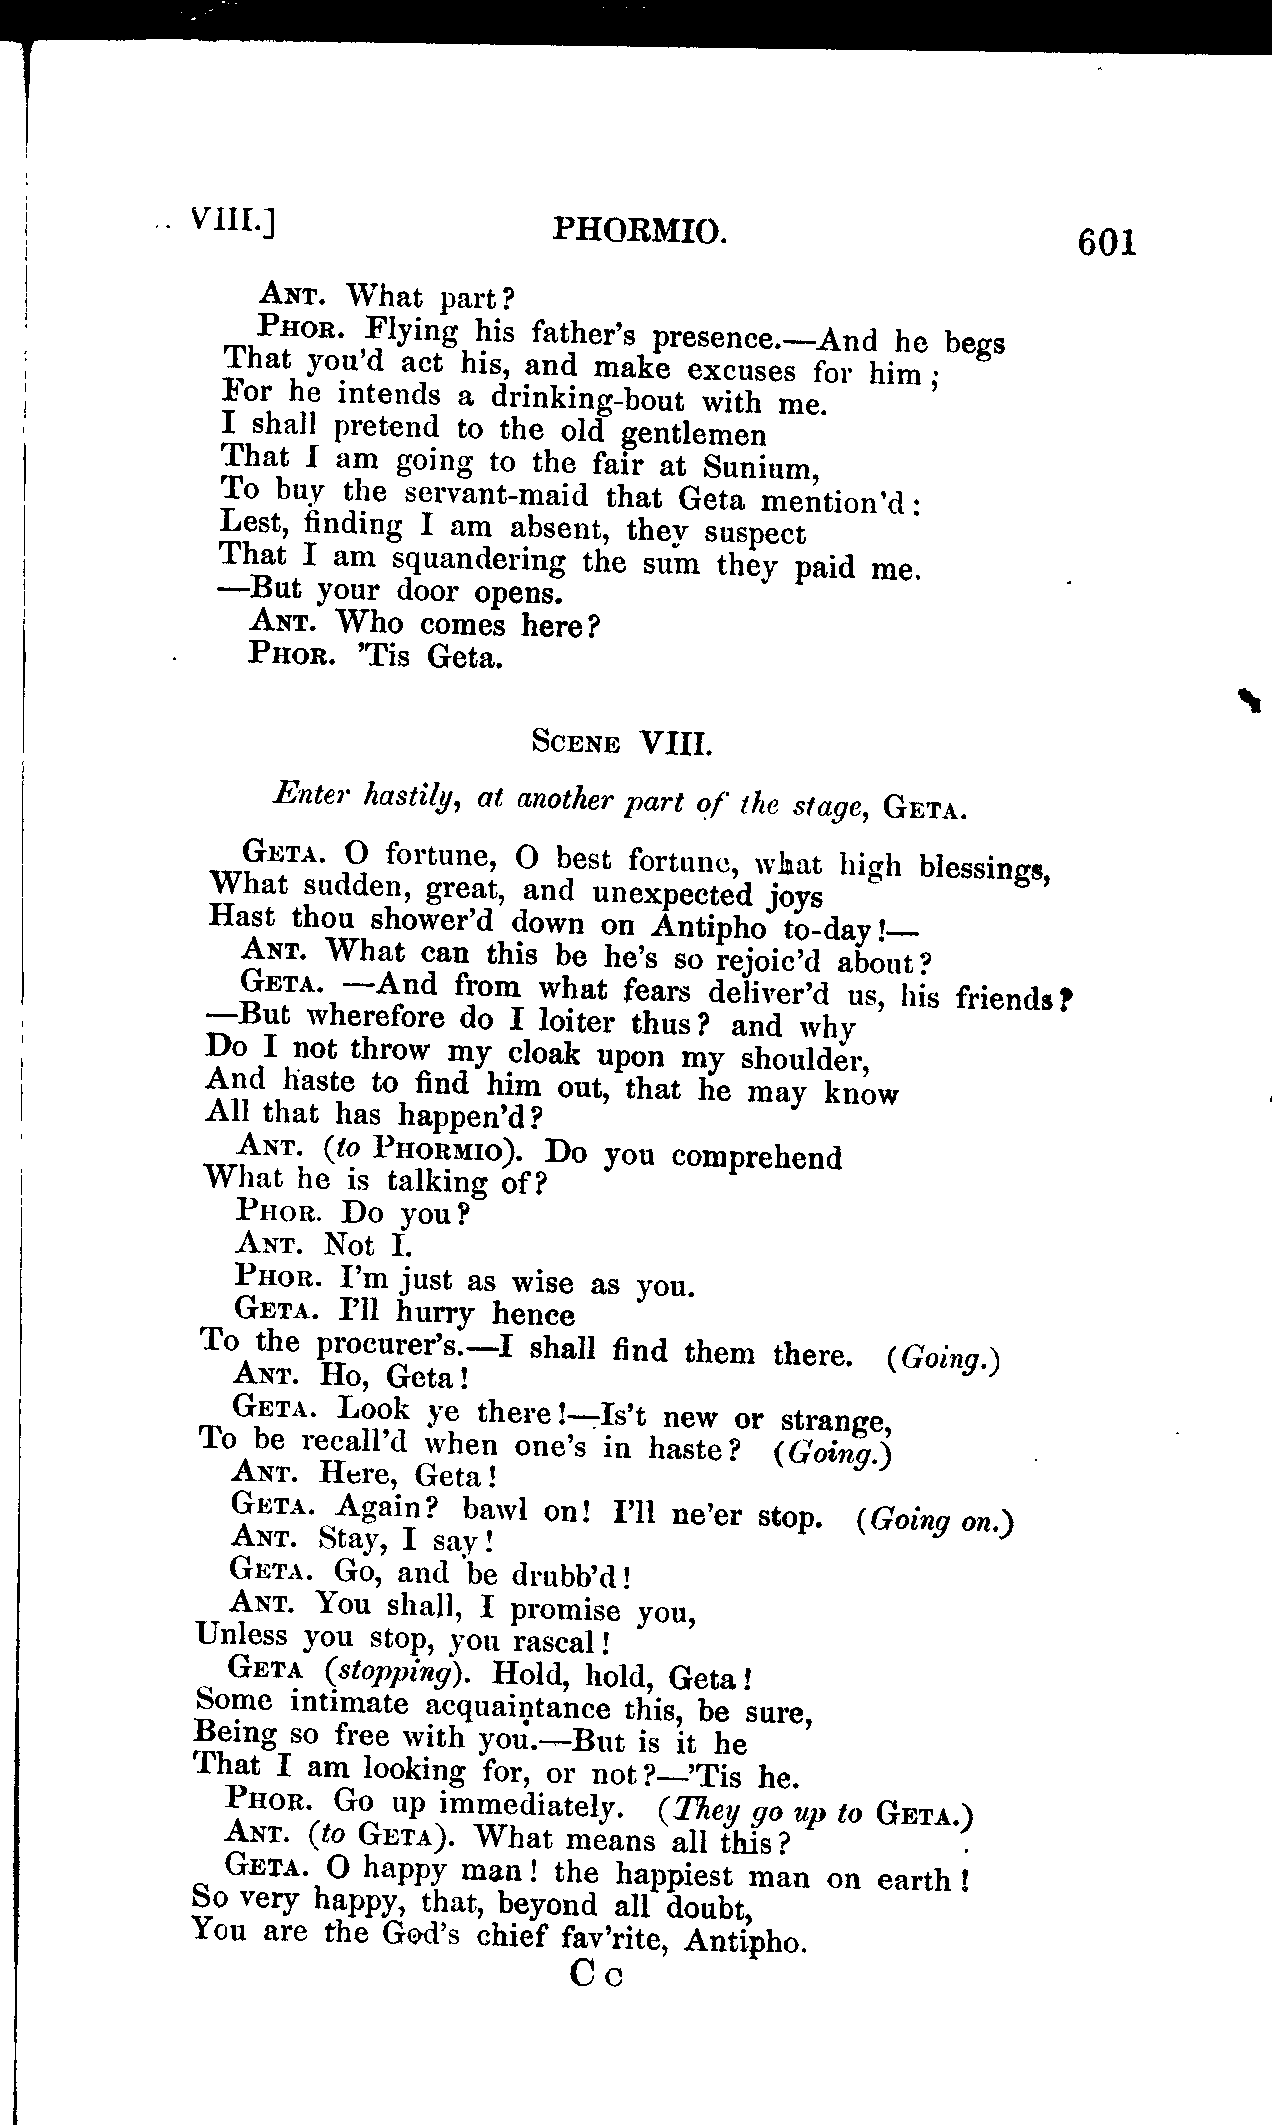 VIII.] PHORMIO. 601
ANT. What part?
PHOR. Flying his father's presence.—And he begs
That you'd act his, and make excuses for him;
For he intends a drinking-bout with me.
I shall pretend to the old gentlemen
That I am going to the fair at Sunium,
To buy the servant-maid that Geta mention'd:
Lest, finding I am absent, they suspect
That I am squandering the sum they paid me.
—But your door opens.
ANT. Who comes here?
PHOR. 'Tis Geta.
SCENE VIII.
Enter hastily, at another part of the stage, GETA.
GETA. O fortune, O best fortune, what high blessings,
What sudden, great, and unexpected joys
Hast thou shower'd down on Antipho to-day!—
ANT. What can this be he's so rejoic'd about?
GETA. —And from what fears deliver'd us, his friends?
—But wherefore do I loiter thus? and why
Do I not throw my cloak upon my shoulder,
And haste to find him out, that he may know
All that has happen'd?
ANT. (to PHORMIO). Do you comprehend
What he is talking of?
PHOR. Do you?
ANT. Not I.
PHOR. I'm just as wise as you.
GETA. I'll hurry hence
To the procurer's.—I shall find them there. (Going.)
ANT. Ho, Geta!
GETA. Look ye there!—Is't new or strange,
To be recall'd when one's in haste? (Going.)
ANT. Here, Geta!
GETA. Again? bawl on! I'll ne'er stop. (Going on.)
ANT. Stay, I say!
GETA. Go, and be drubb'd!
ANT. You shall, I promise you,
Unless you stop, you rascal!
GETA (stopping). Hold, hold, Geta!
Some intimate acquaintance this, be sure,
Being so free with you.—But is it he
That I am looking for, or not?—'Tis he.
PHOR. Go up immediately. (They go up to GETA.)
ANT. (to GETA). What means all this?
GETA. O happy man! the happiest man on earth!
So very happy, that, beyond all doubt,
You are the God's chief fav'rite, Antipho.
C c